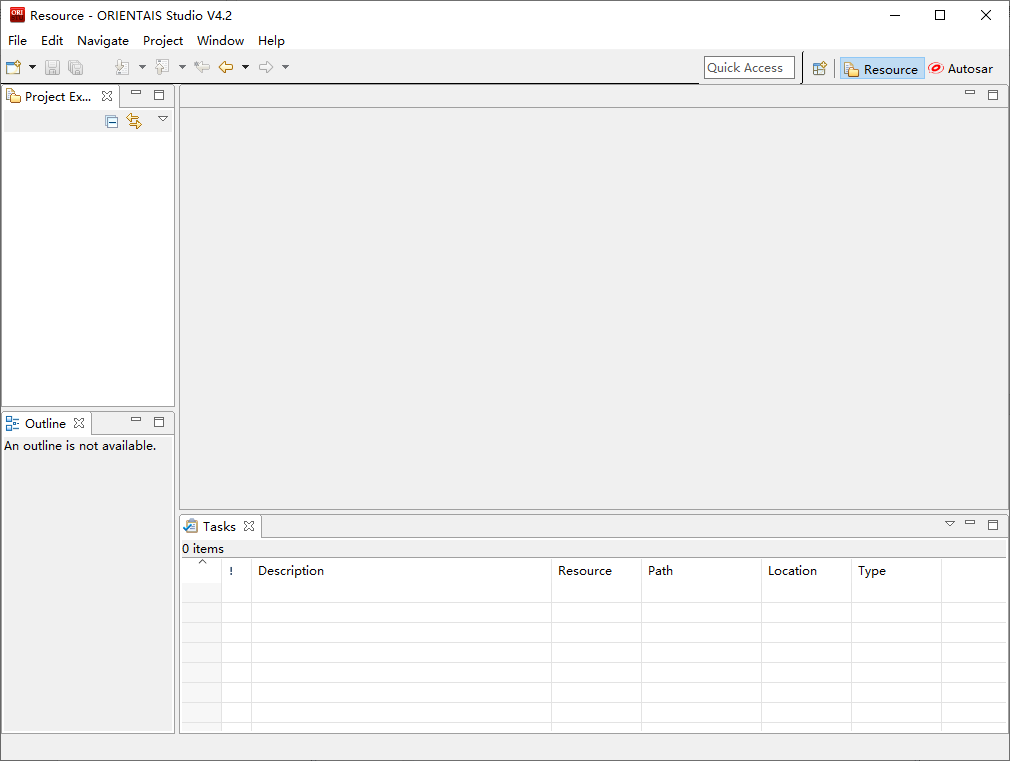 ORI
Resource - ORIENTAIS Studio V4.2
File Edit Navigate Project Window Help
Quick Access
Resource
Autosar
Project Ex...
Outline
An outline is not available.
Tasks
0 items
! Description Resource Path Location Type